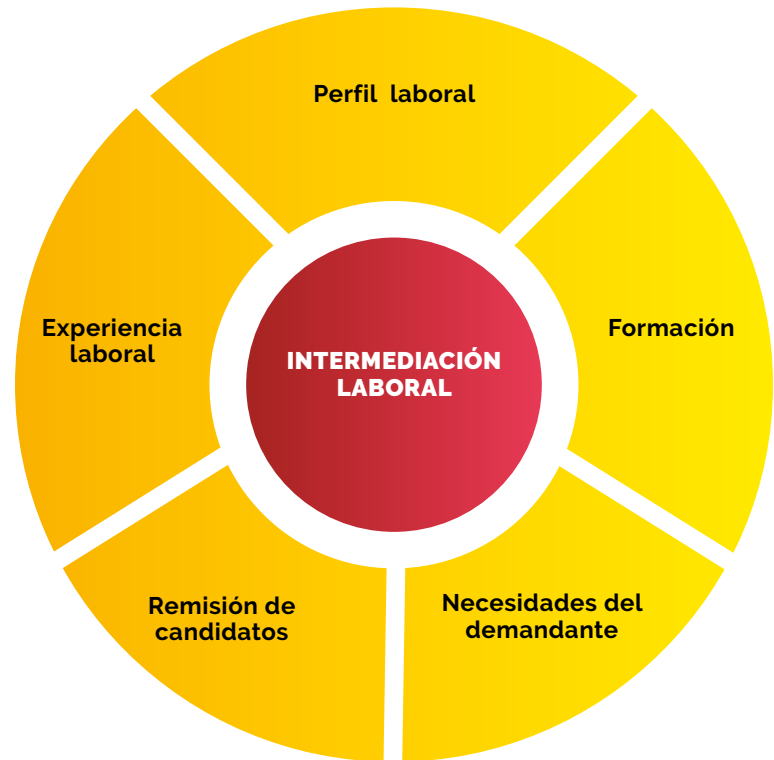 Perfil laboral
Experiencia
laboral
INTERMEDIACIÓN
LABORAL
Formación
Remisión de
candidatos
Necesidades del
demandante